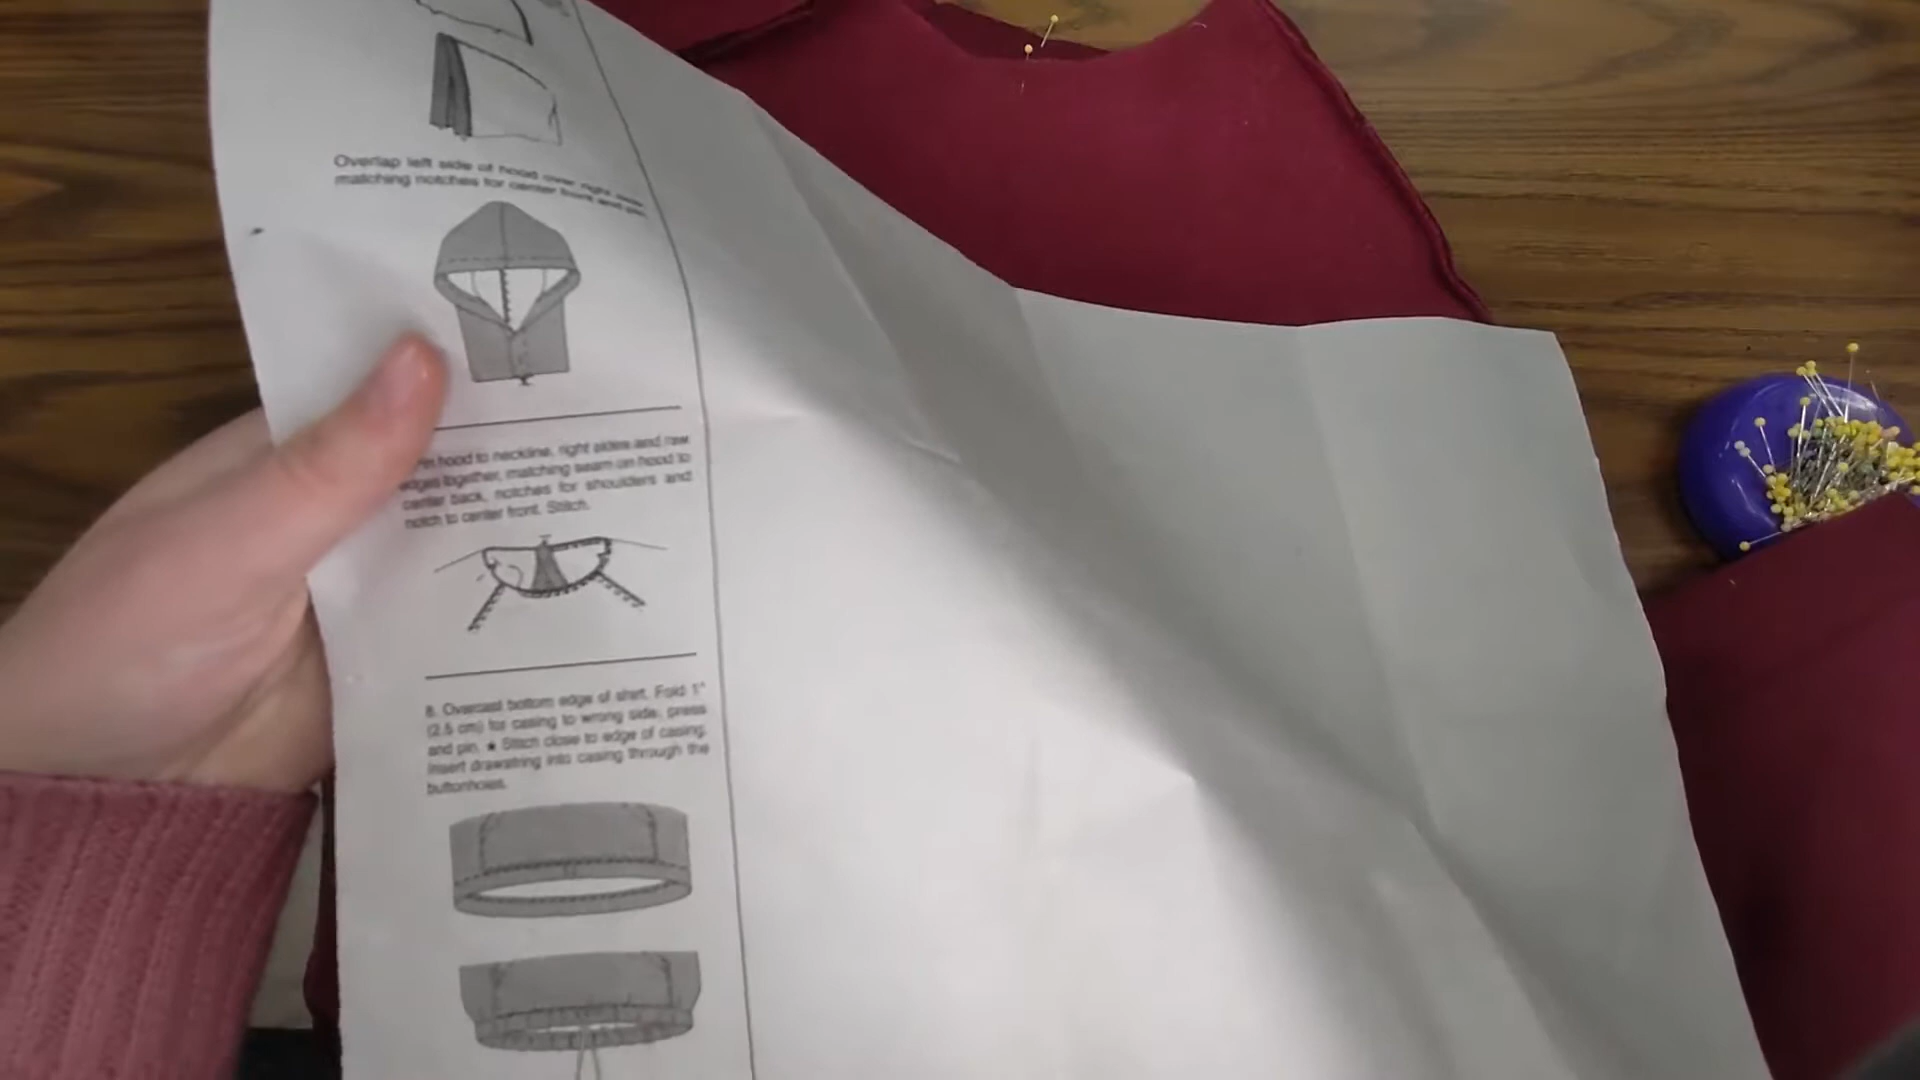 Overlap left side of hood over right side,
matching notches for center front and pin.
in hood to neckline, right sides and raw
edges together, matching seam on hood to
center back, notches for shoulders and
notch to center front. Stitch.
8. Overcast bottom edge of shirt. Fold 1"
(2.5 cm) for casing to wrong side; press
and pin. ★ Stitch close to edge of casing.
Insert drawstring into casing through the
buttonholes.